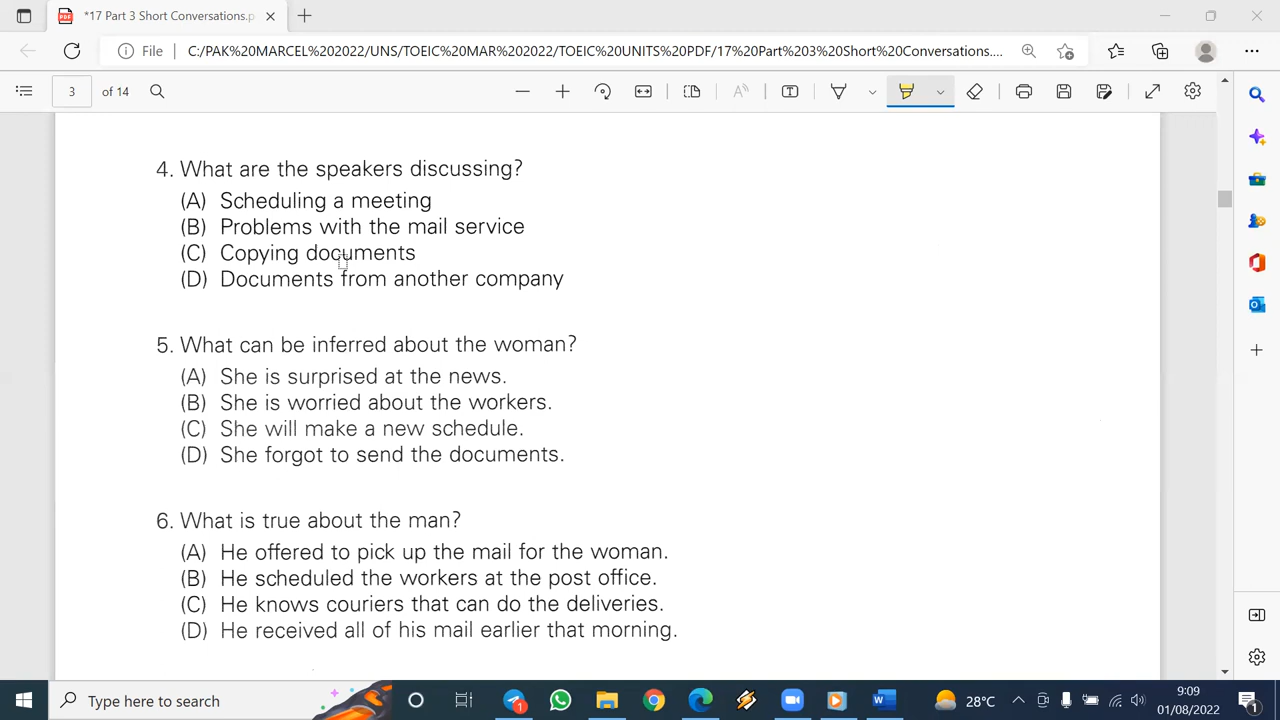 *17 Part 3 Short Conversations.p
File
C:/PAK%20MARCEL%202022/UNS/TOEIC%20MAR%202022/TOEIC%20UNITS%20PDF/17%20Part%203%20Short%20Conversations....
3
of 14
4. What are the speakers discussing?
(A) Scheduling a meeting
(B) Problems with the mail service
(C) Copying documents
(D) Documents from another company
5. What can be inferred about the woman?
(A) She is surprised at the news.
(B) She is worried about the workers.
(C) She will make a new schedule.
(D) She forgot to send the documents.
6. What is true about the man?
(A) He offered to pick up the mail for the woman.
(B) He scheduled the workers at the post office.
(C) He knows couriers that can do the deliveries.
(D) He received all of his mail earlier that morning.
Type here to search
28°C
9:09
01/08/2022